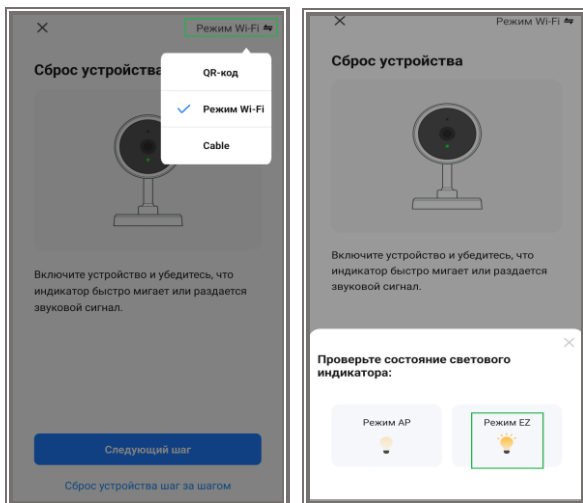 Режим Wi-Fi
Сброс устройства
QR-код
Режим Wi-Fi
Cable
Включите устройство и убедитесь, что
индикатор быстро мигает или раздается
звуковой сигнал.
Следующий шаг
Сброс устройства шаг за шагом
Режим Wi-Fi
Сброс устройства
Включите устройство и убедитесь, что
индикатор быстро мигает или раздается
звуковой сигнал.
Проверьте состояние светового
индикатора:
Режим AP
Режим EZ